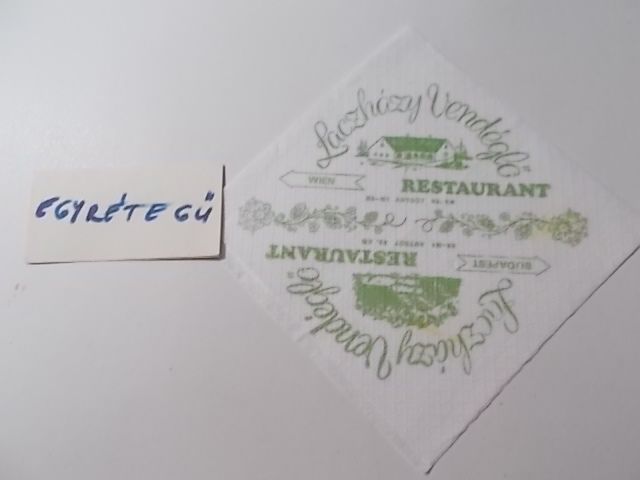 EGYRÉTEGŰ
Laczházy Vendéglő
WIEN
RESTAURANT
BUDAPEST
RESTAURANT
Laczházy Vendéglő